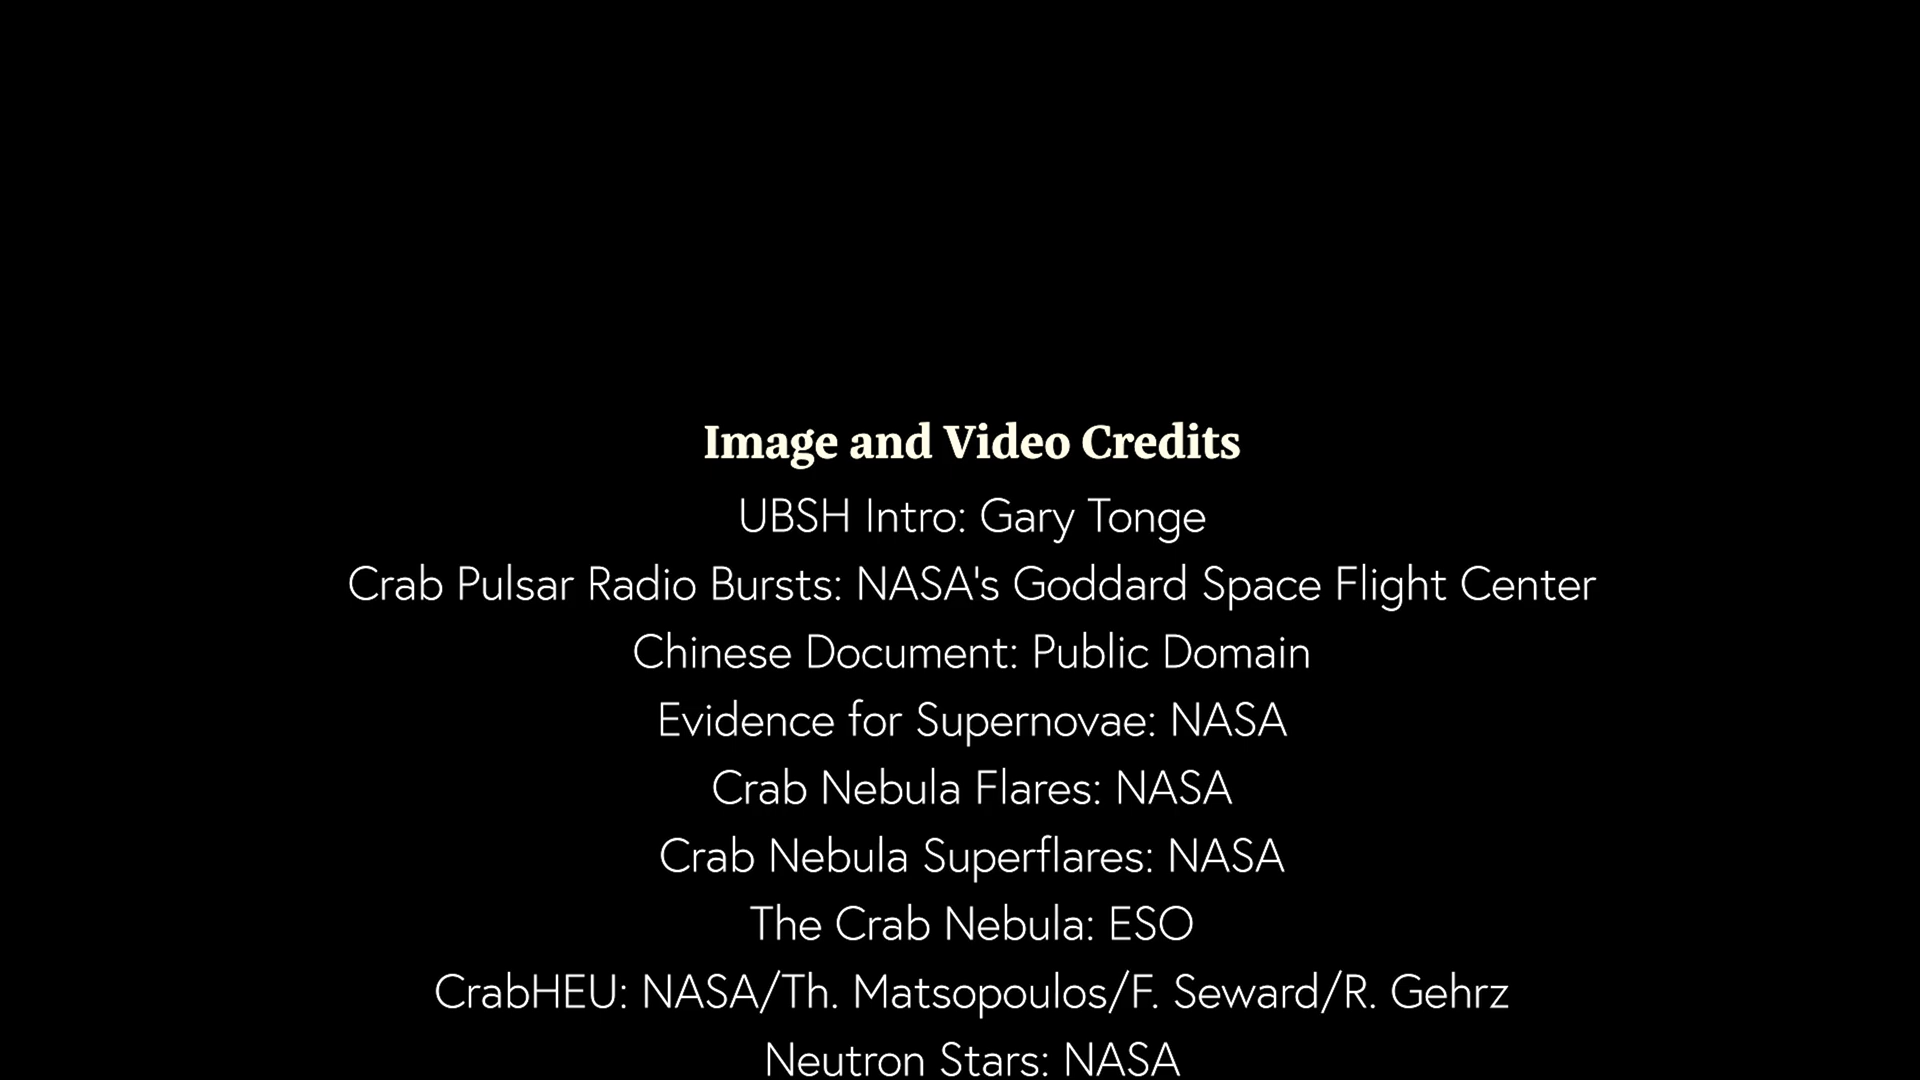 Image and Video Credits
UBSH Intro: Gary Tonge
Crab Pulsar Radio Bursts: NASA's Goddard Space Flight Center
Chinese Document: Public Domain
Evidence for Supernovae: NASA
Crab Nebula Flares: NASA
Crab Nebula Superflares: NASA
The Crab Nebula: ESO
CrabHEU: NASA/Th. Matsopoulos/F. Seward/R. Gehrz
Neutron Stars: NASA